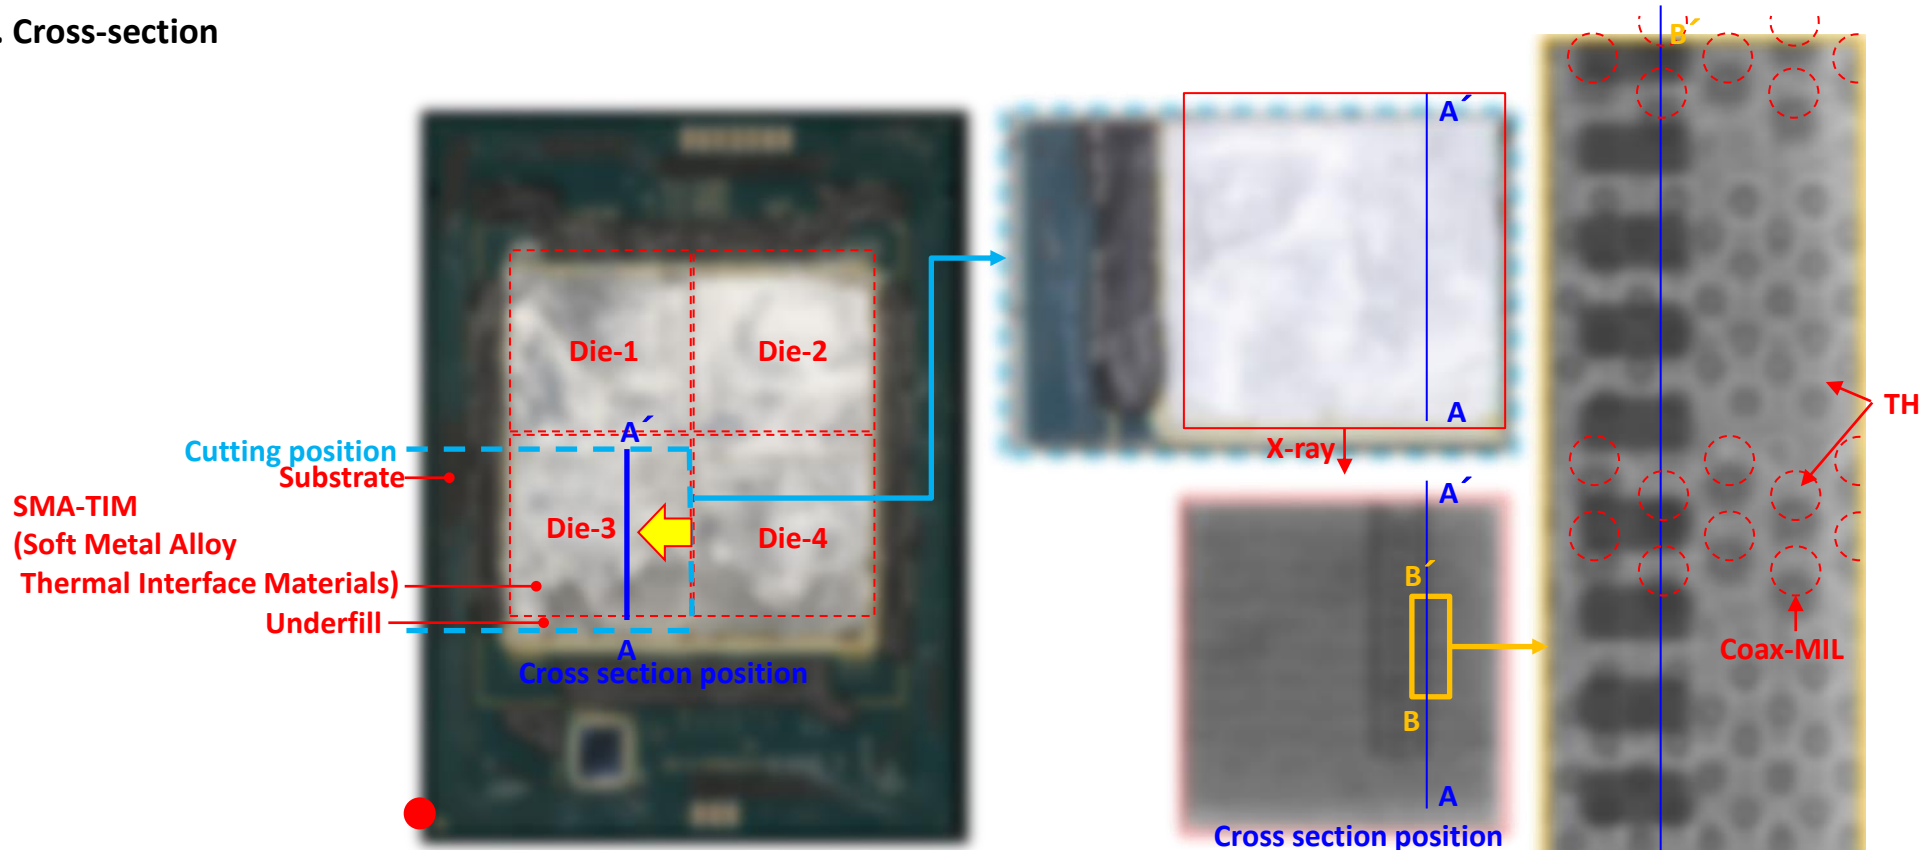 . Cross-section
Die-1
Die-2
A´
Cutting position
Substrate
SMA-TIM
(Soft Metal Alloy
Thermal Interface Materials)
Die-3
Die-4
Underfill
A
Cross section position
A´
A
X-ray
A´
B´
B
A
Cross section position
B´
TH
Coax-MIL